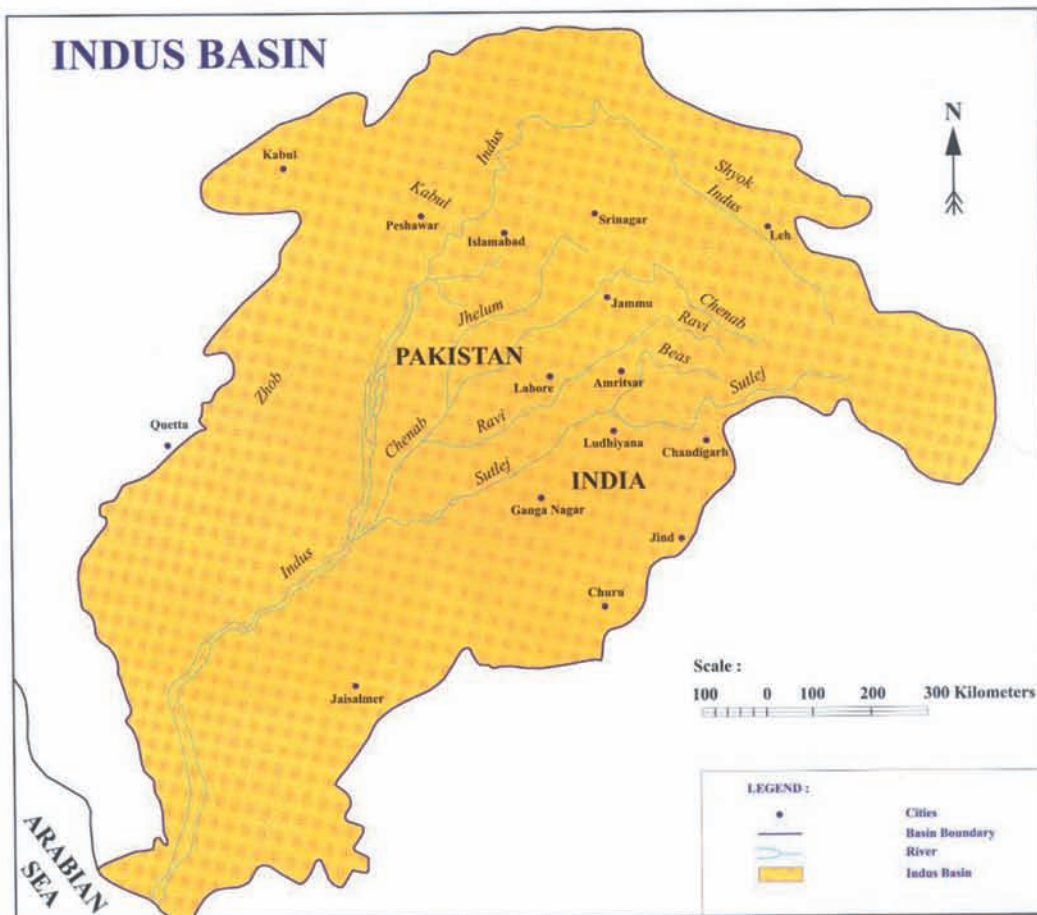 INDUS BASIN
N
Kabul
Indus
Shyok
Indus
Kabul
Peshawar
Islamabad
Srinagar
Leh
Jhelum
Jammu
Chenab
Ravi
PAKISTAN
Beas
Zhob
Lahore
Amritsar
Sutlej
Quetta
Chenab
Ravi
Ludhiyana
Chandigarh
Sutlej
INDIA
Ganga Nagar
Jind
Indus
Churu
Jaisalmer
Scale :
100 0 100 200 300 Kilometers
LEGEND :
Cities
Basin Boundary
River
Indus Basin
ARABIAN
SEA